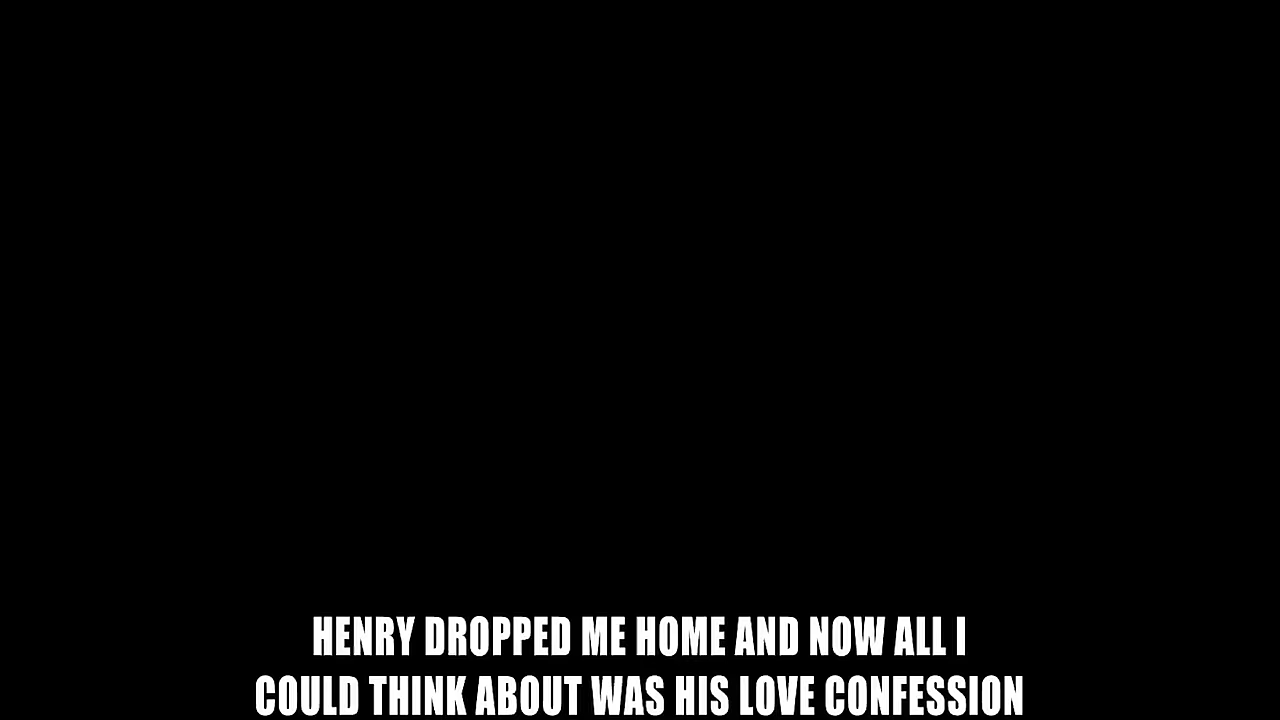 HENRY DROPPED ME HOME AND NOW ALL I
COULD THINK ABOUT WAS HIS LOVE CONFESSION